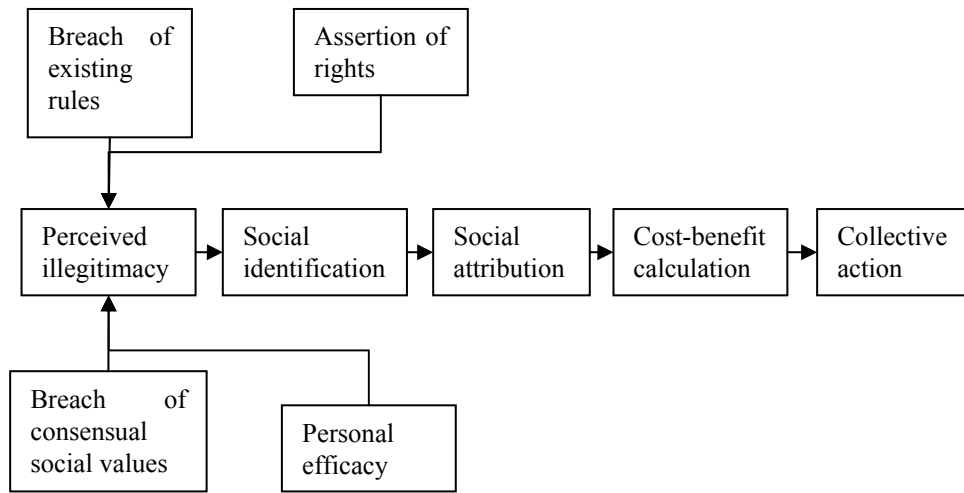 Breach of
existing
rules
Assertion of
rights
Perceived
illegitimacy
Social
identification
Social
attribution
Cost-benefit
calculation
Collective
action
Breach of
consensual
social values
Personal
efficacy